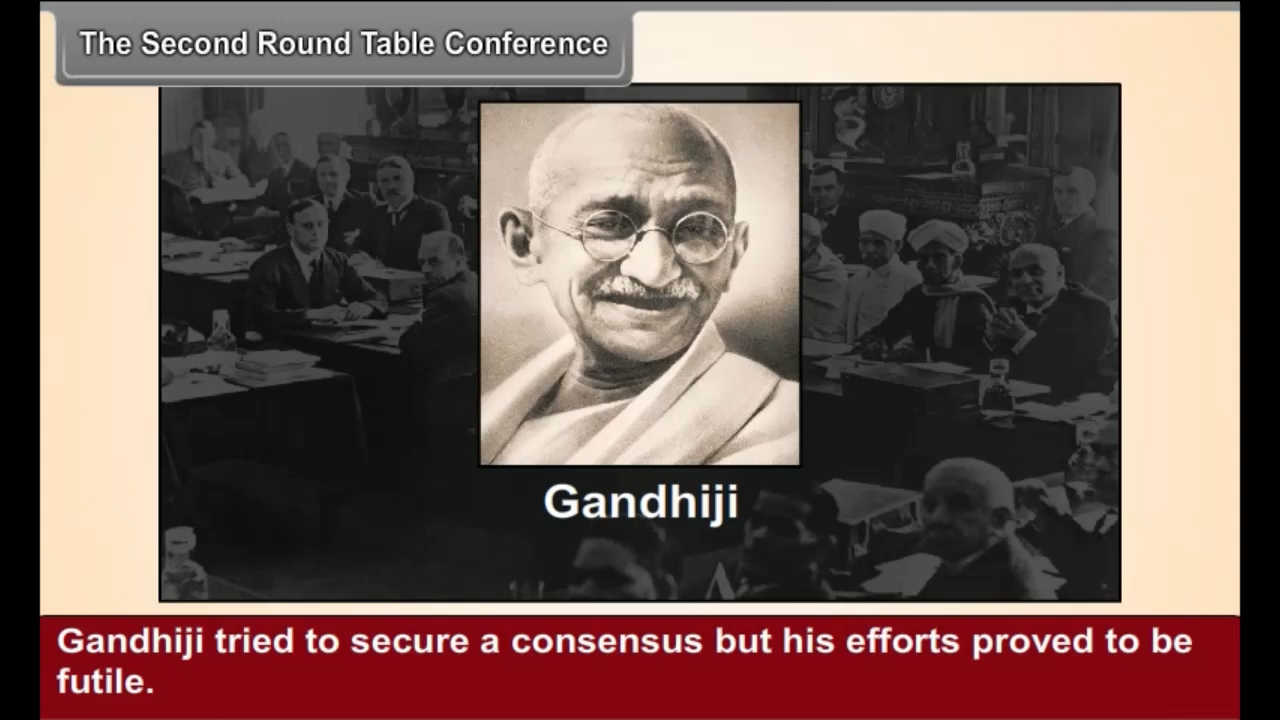 The Second Round Table Conference
Gandhiji
Gandhiji tried to secure a consensus but his efforts proved to be
futile.